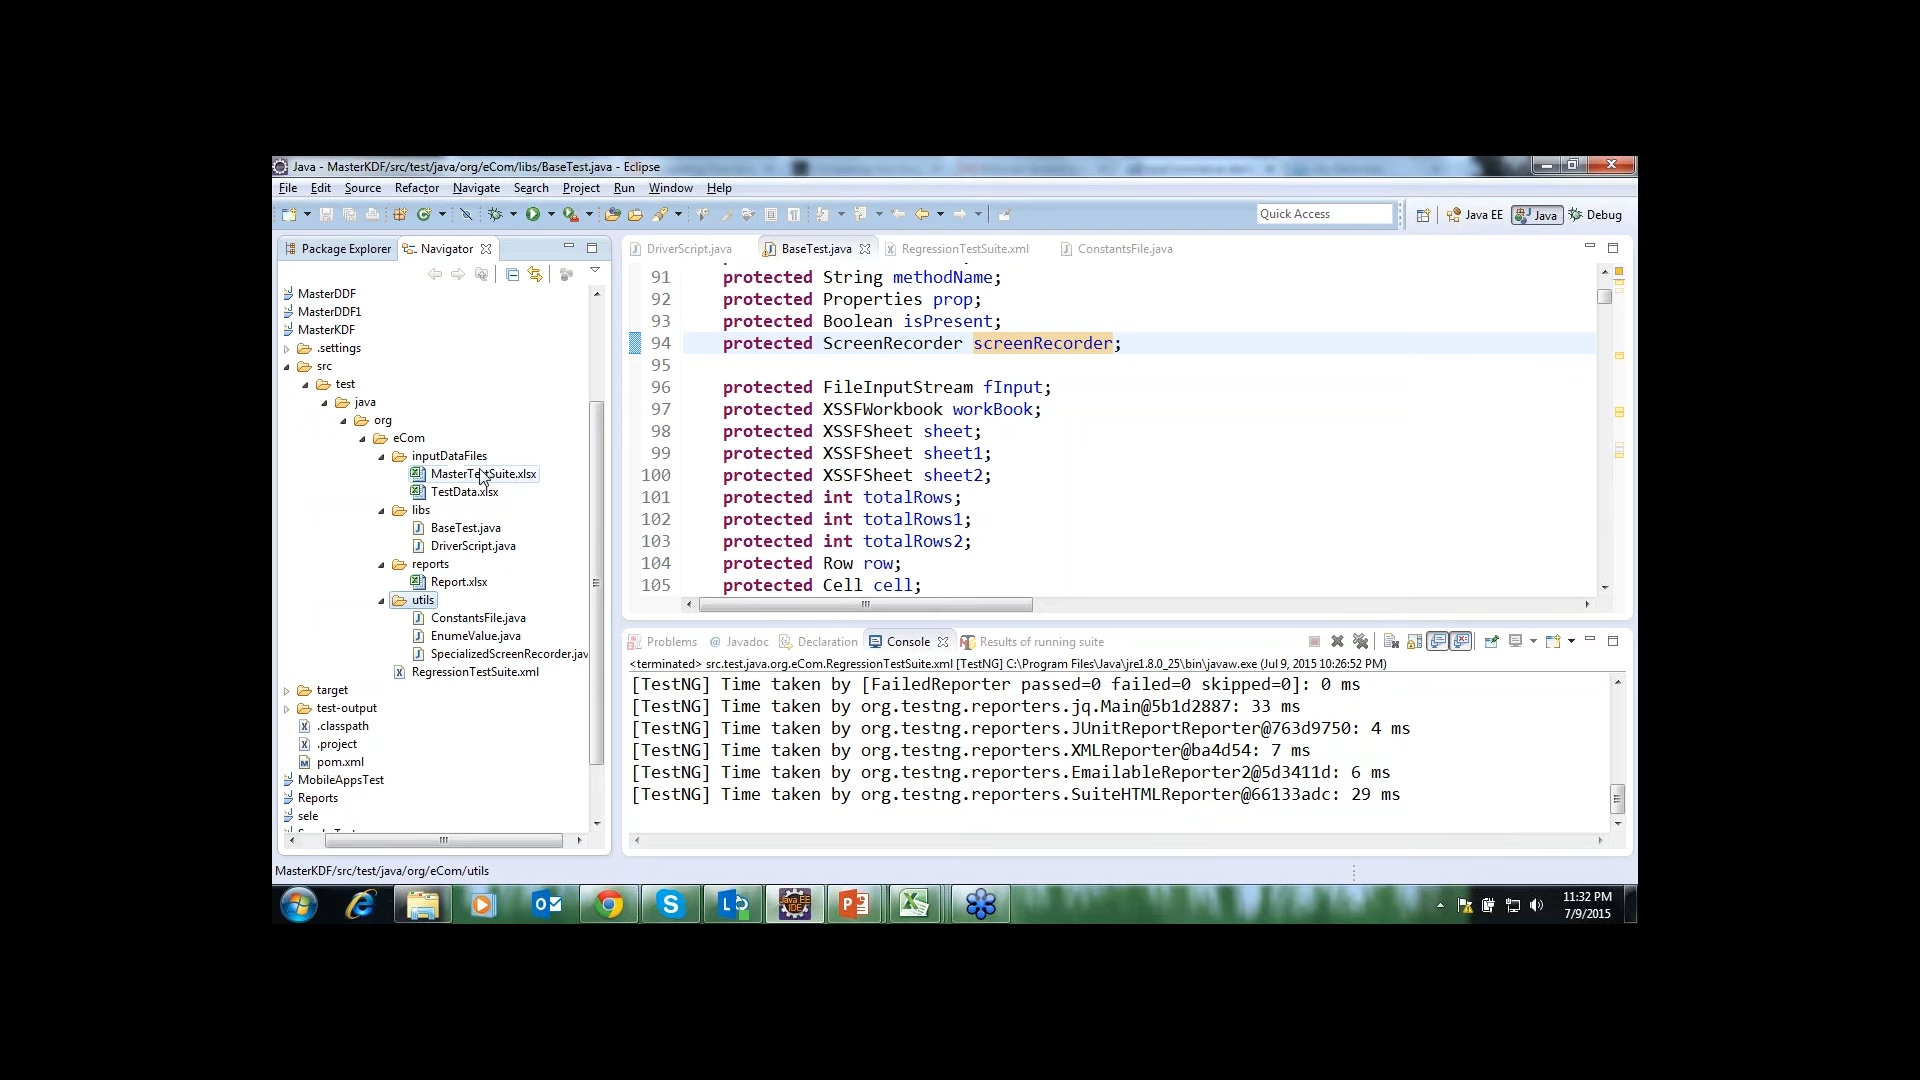 Java - MasterKDF/src/test/java/org/eCom/libs/BaseTest.java - Eclipse
File Edit Source Refactor Navigate Search Project Run Window Help
Quick Access
Java EE
Java
Debug
Package Explorer
Navigator
MasterDDF
MasterDDF1
MasterKDF
.settings
src
test
java
org
eCom
inputDataFiles
MasterTestSuite.xlsx
TestData.xlsx
libs
BaseTest.java
DriverScript.java
reports
Report.xlsx
utils
ConstantsFile.java
EnumeValue.java
SpecializedScreenRecorder.jav
RegressionTestSuite.xml
target
test-output
.classpath
.project
pom.xml
MobileAppsTest
Reports
sele
DriverScript.java
BaseTest.java
RegressionTestSuite.xml
ConstantsFile.java
91 protected String methodName;
92 protected Properties prop;
93 protected Boolean isPresent;
94 protected ScreenRecorder screenRecorder;
95
96 protected FileInputStream fInput;
97 protected XSSFWorkbook workBook;
98 protected XSSFSheet sheet;
99 protected XSSFSheet sheet1;
100 protected XSSFSheet sheet2;
101 protected int totalRows;
102 protected int totalRows1;
103 protected int totalRows2;
104 protected Row row;
105 protected Cell cell;
Problems
@ Javadoc
Declaration
Console
Results of running suite
<terminated> src.test.java.org.eCom.RegressionTestSuite.xml [TestNG] C:\Program Files\Java\jre1.8.0_25\bin\javaw.exe (Jul 9, 2015 10:26:52 PM)
[TestNG] Time taken by [FailedReporter passed=0 failed=0 skipped=0]: 0 ms
[TestNG] Time taken by org.testng.reporters.jq.Main@5b1d2887: 33 ms
[TestNG] Time taken by org.testng.reporters.JUnitReportReporter@763d9750: 4 ms
[TestNG] Time taken by org.testng.reporters.XMLReporter@ba4d54: 7 ms
[TestNG] Time taken by org.testng.reporters.EmailableReporter2@5d3411d: 6 ms
[TestNG] Time taken by org.testng.reporters.SuiteHTMLReporter@66133adc: 29 ms
MasterKDF/src/test/java/org/eCom/utils
Java EE
IDE
11:32 PM
7/9/2015